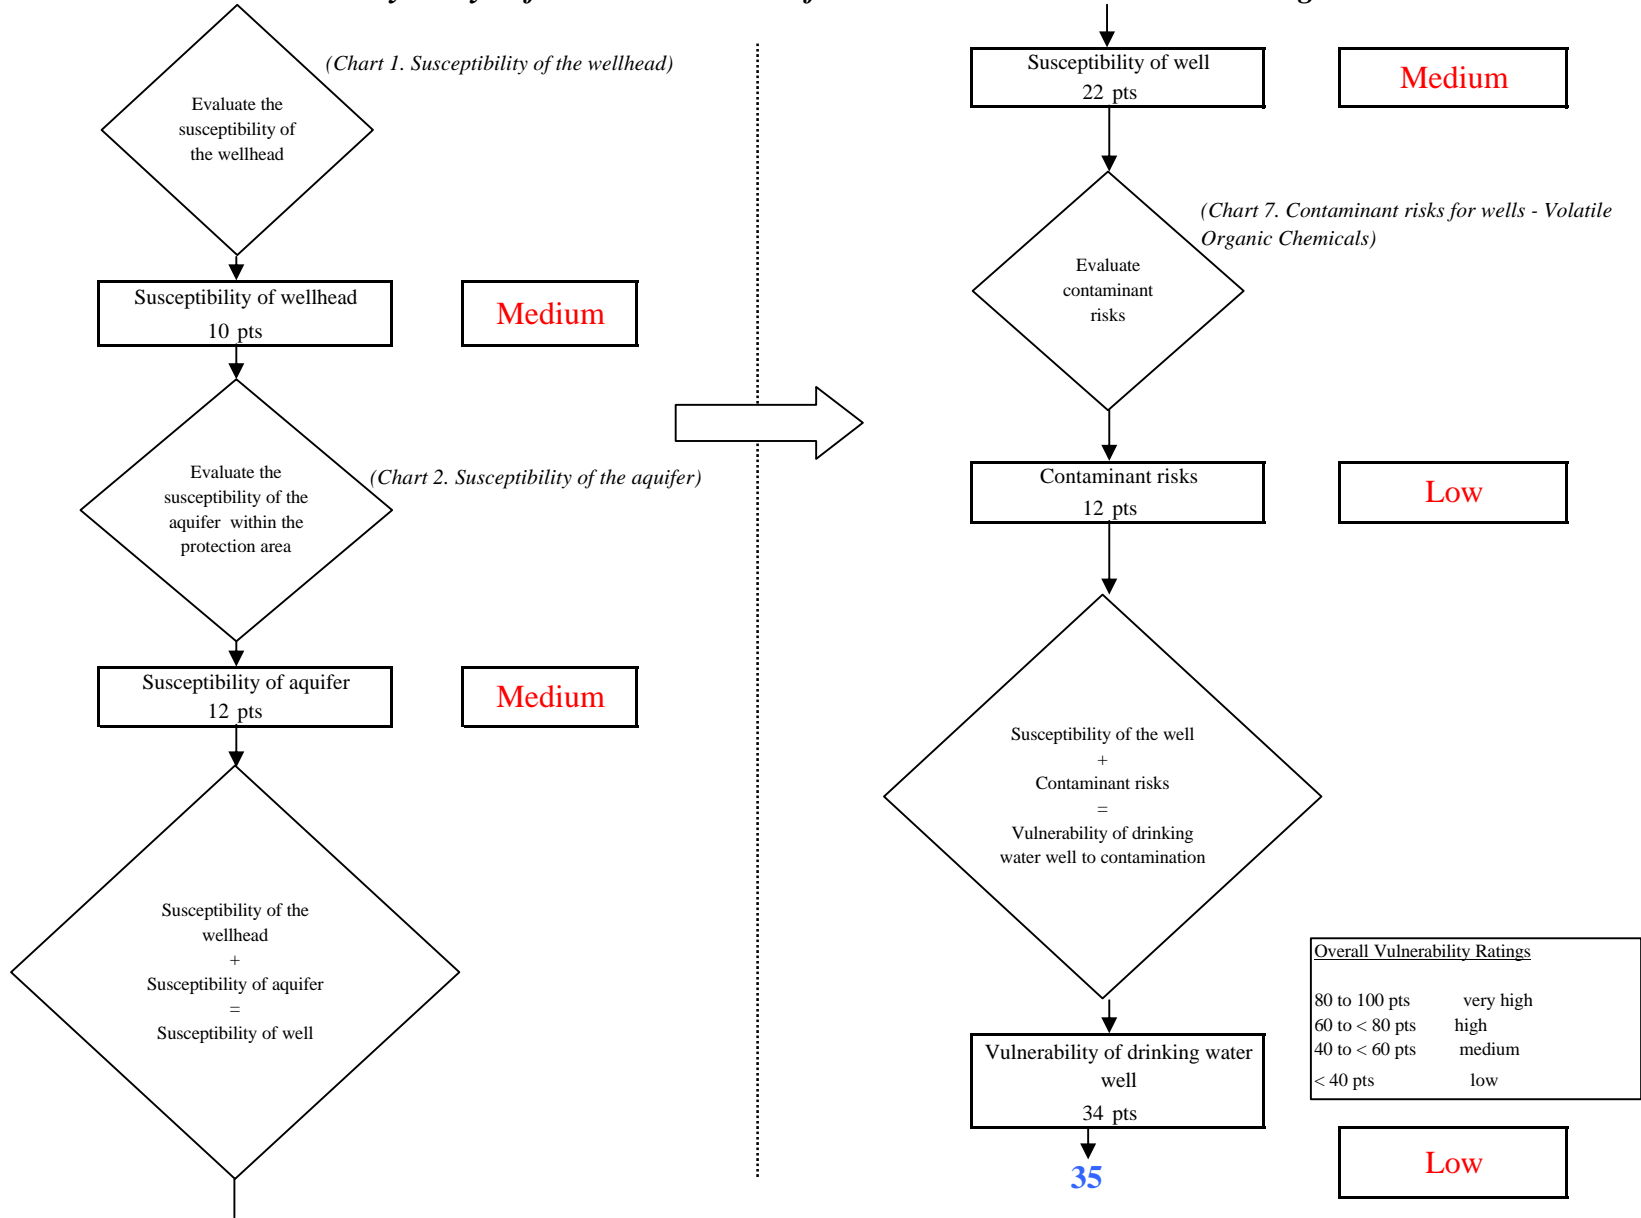 (Chart 1. Susceptibility of the wellhead)
Evaluate the
susceptibility of
the wellhead
Susceptibility of wellhead
10 pts
Medium
Evaluate the
susceptibility of the
aquifer within the
protection area
(Chart 2. Susceptibility of the aquifer)
Susceptibility of aquifer
12 pts
Medium
Susceptibility of the
wellhead
+
Susceptibility of aquifer
=
Susceptibility of well
Susceptibility of well
22 pts
Medium
(Chart 7. Contaminant risks for wells - Volatile
Organic Chemicals)
Evaluate
contaminant
risks
Contaminant risks
12 pts
Low
Susceptibility of the well
+
Contaminant risks
=
Vulnerability of drinking
water well to contamination
Overall Vulnerability Ratings
80 to 100 pts very high
60 to < 80 pts high
40 to < 60 pts medium
< 40 pts low
Vulnerability of drinking water
well
34 pts
35
Low